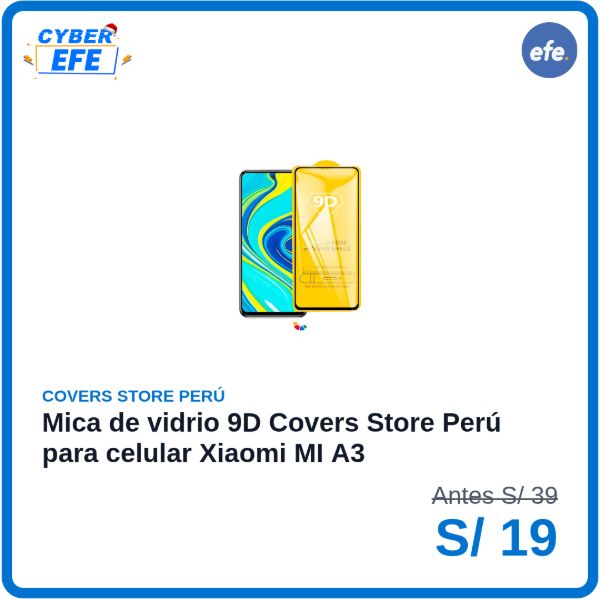 CYBER
EFE
efe.
9D
COVERS STORE PERÚ
Mica de vidrio 9D Covers Store Perú
para celular Xiaomi MI A3
Antes S/ 39
S/ 19